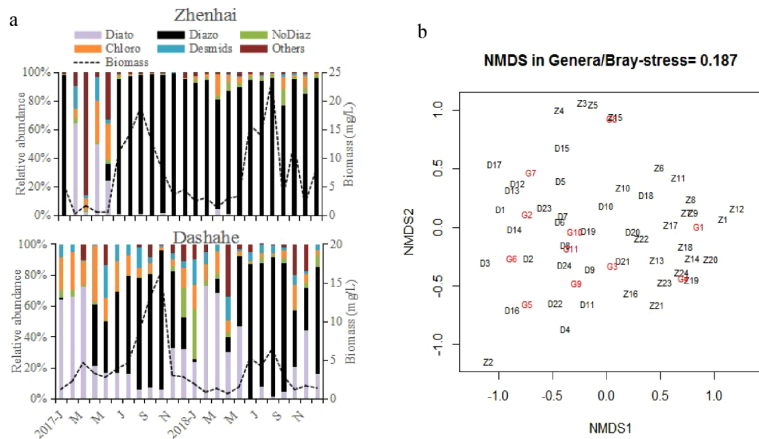 a
Zhenhai
Diato Diazo NoDiaz
Chloro Desmids Others
Biomass
Relative abundance
100% 80% 60% 40% 20% 0%
25 20 15 10 5 0
Biomass (mg/L)
Dashahe
Relative abundance
100% 80% 60% 40% 20% 0%
20 15 10 5 0
Biomass (mg/L)
2017-J M M J S N 2018-J M M J S N
b
NMDS in Genera/Bray-stress= 0.187
NMDS2
1.0 0.5 0.0 -0.5 -1.0
Z3 Z5
Z4
Z15
D15
D17
Z6
G7
Z11
D5
D12
D13
Z10
D18
Z8
D1
G2
D23
D10
Z9
Z12
D7
D6
Z1
D14
G10
D19
D20
Z17
G1
Z22
D8
G11
Z18
D3
G6
D2
D24
D9
G3
D21
Z13
Z14
Z20
Z24
Z19
G9
Z23
Z16
G5
D16
D22
D11
Z21
D4
Z2
-1.0 -0.5 0.0 0.5 1.0
NMDS1